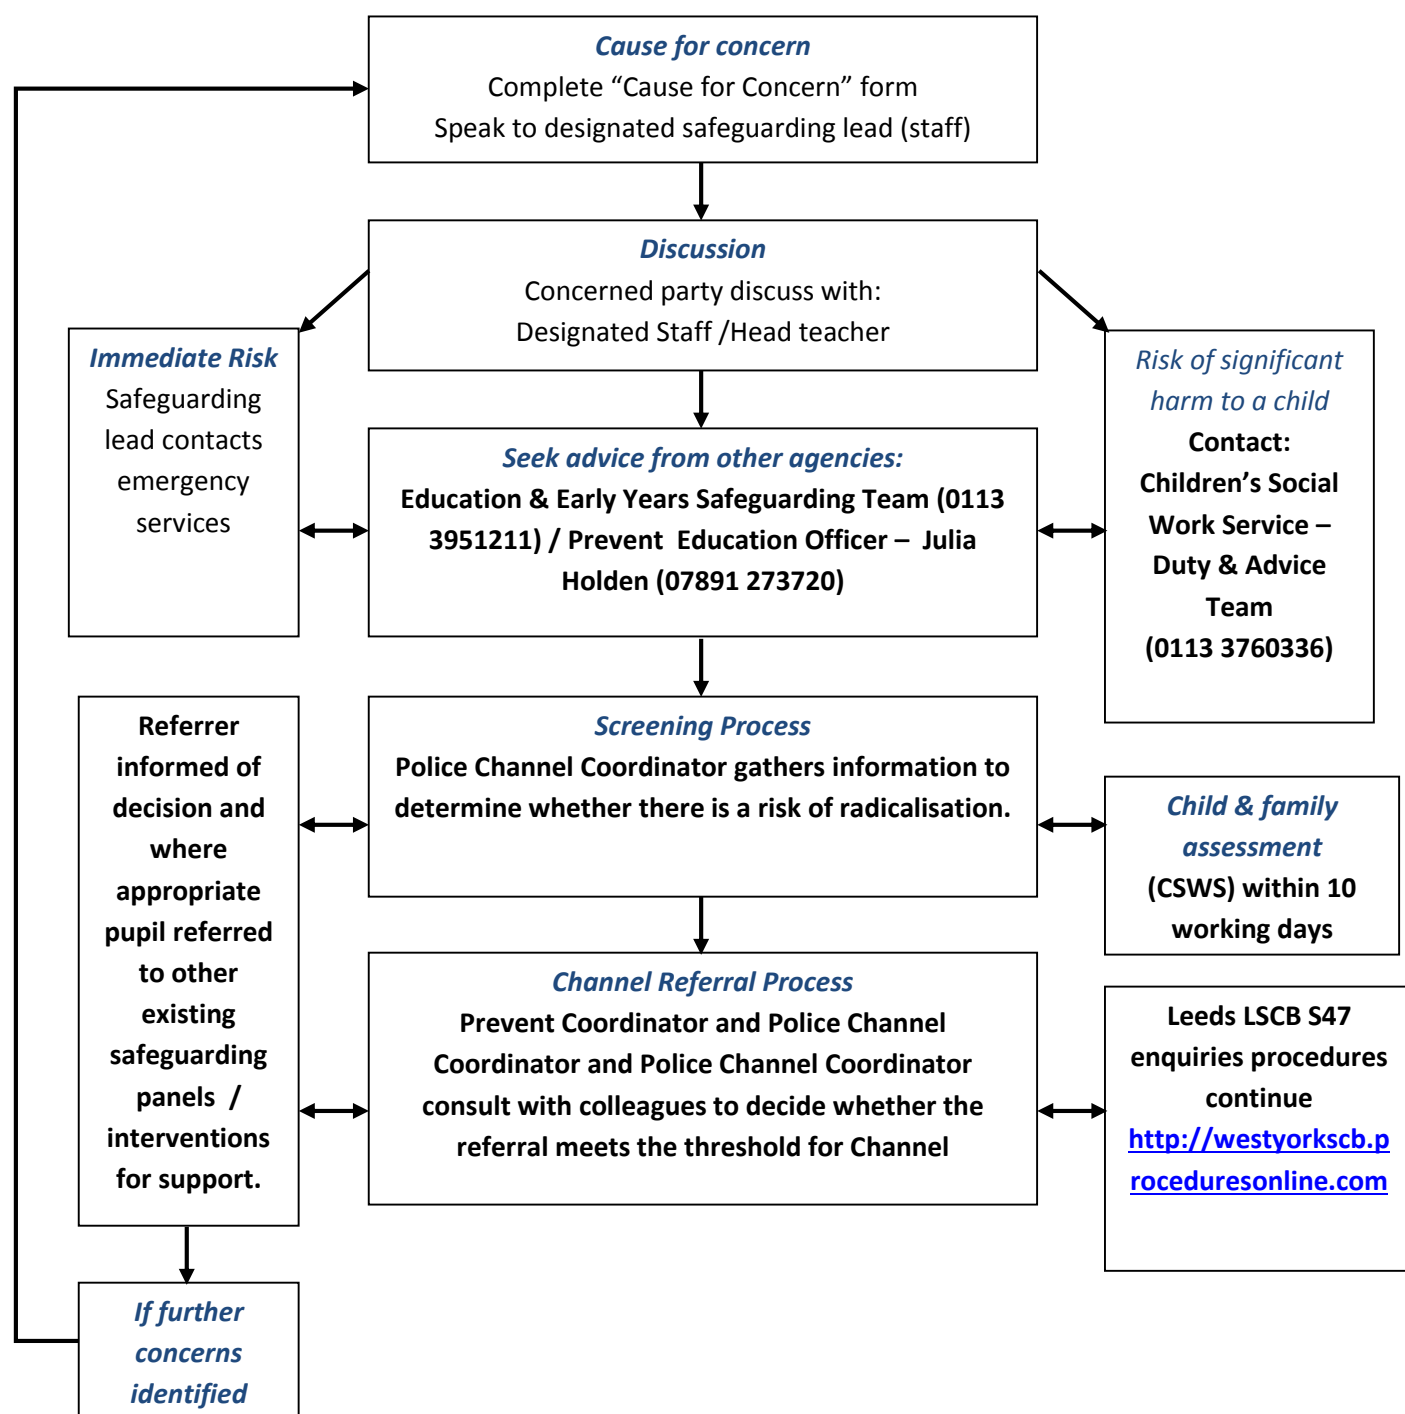 Cause for concern
Complete “Cause for Concern” form
Speak to designated safeguarding lead (staff)
Discussion
Concerned party discuss with:
Designated Staff /Head teacher
Immediate Risk
Safeguarding
lead contacts
emergency
services
Risk of significant
harm to a child
Contact:
Children’s Social
Work Service –
Duty & Advice
Team
(0113 3760336)
Seek advice from other agencies:
Education & Early Years Safeguarding Team (0113
3951211) / Prevent  Education Officer –  Julia
Holden (07891 273720)
Screening Process
Police Channel Coordinator gathers information to
determine whether there is a risk of radicalisation.
Referrer
informed of
decision and
where
appropriate
pupil referred
to other
existing
safeguarding
panels  /
interventions
for support.
Child & family
assessment
(CSWS) within 10
working days
Channel Referral Process
Prevent Coordinator and Police Channel
Coordinator and Police Channel Coordinator
consult with colleagues to decide whether the
referral meets the threshold for Channel
Leeds LSCB S47
enquiries procedures
continue
http://westyorkscb.p
roceduresonline.com
If further
concerns
identified